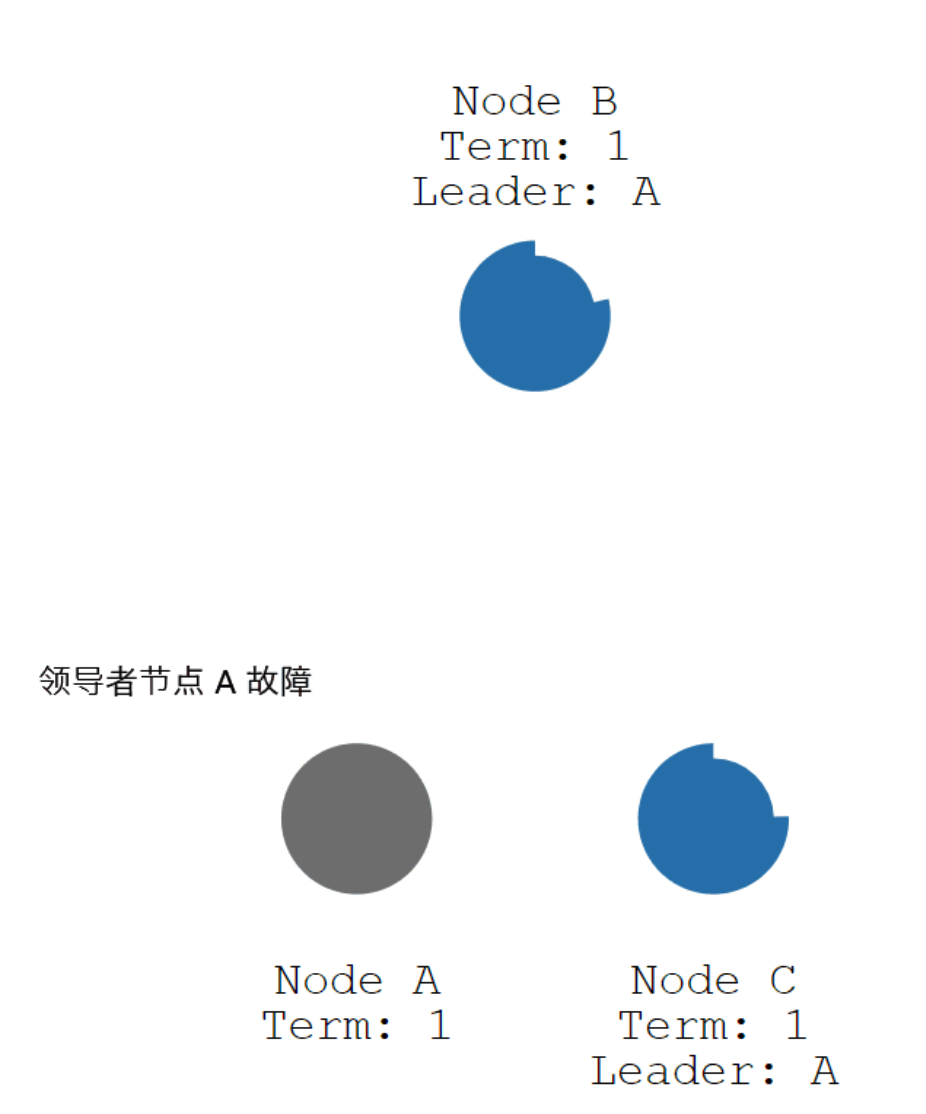 Node B
Term: 1
Leader: A
领导者节点 A 故障
Node A
Term: 1
Node C
Term: 1
Leader: A